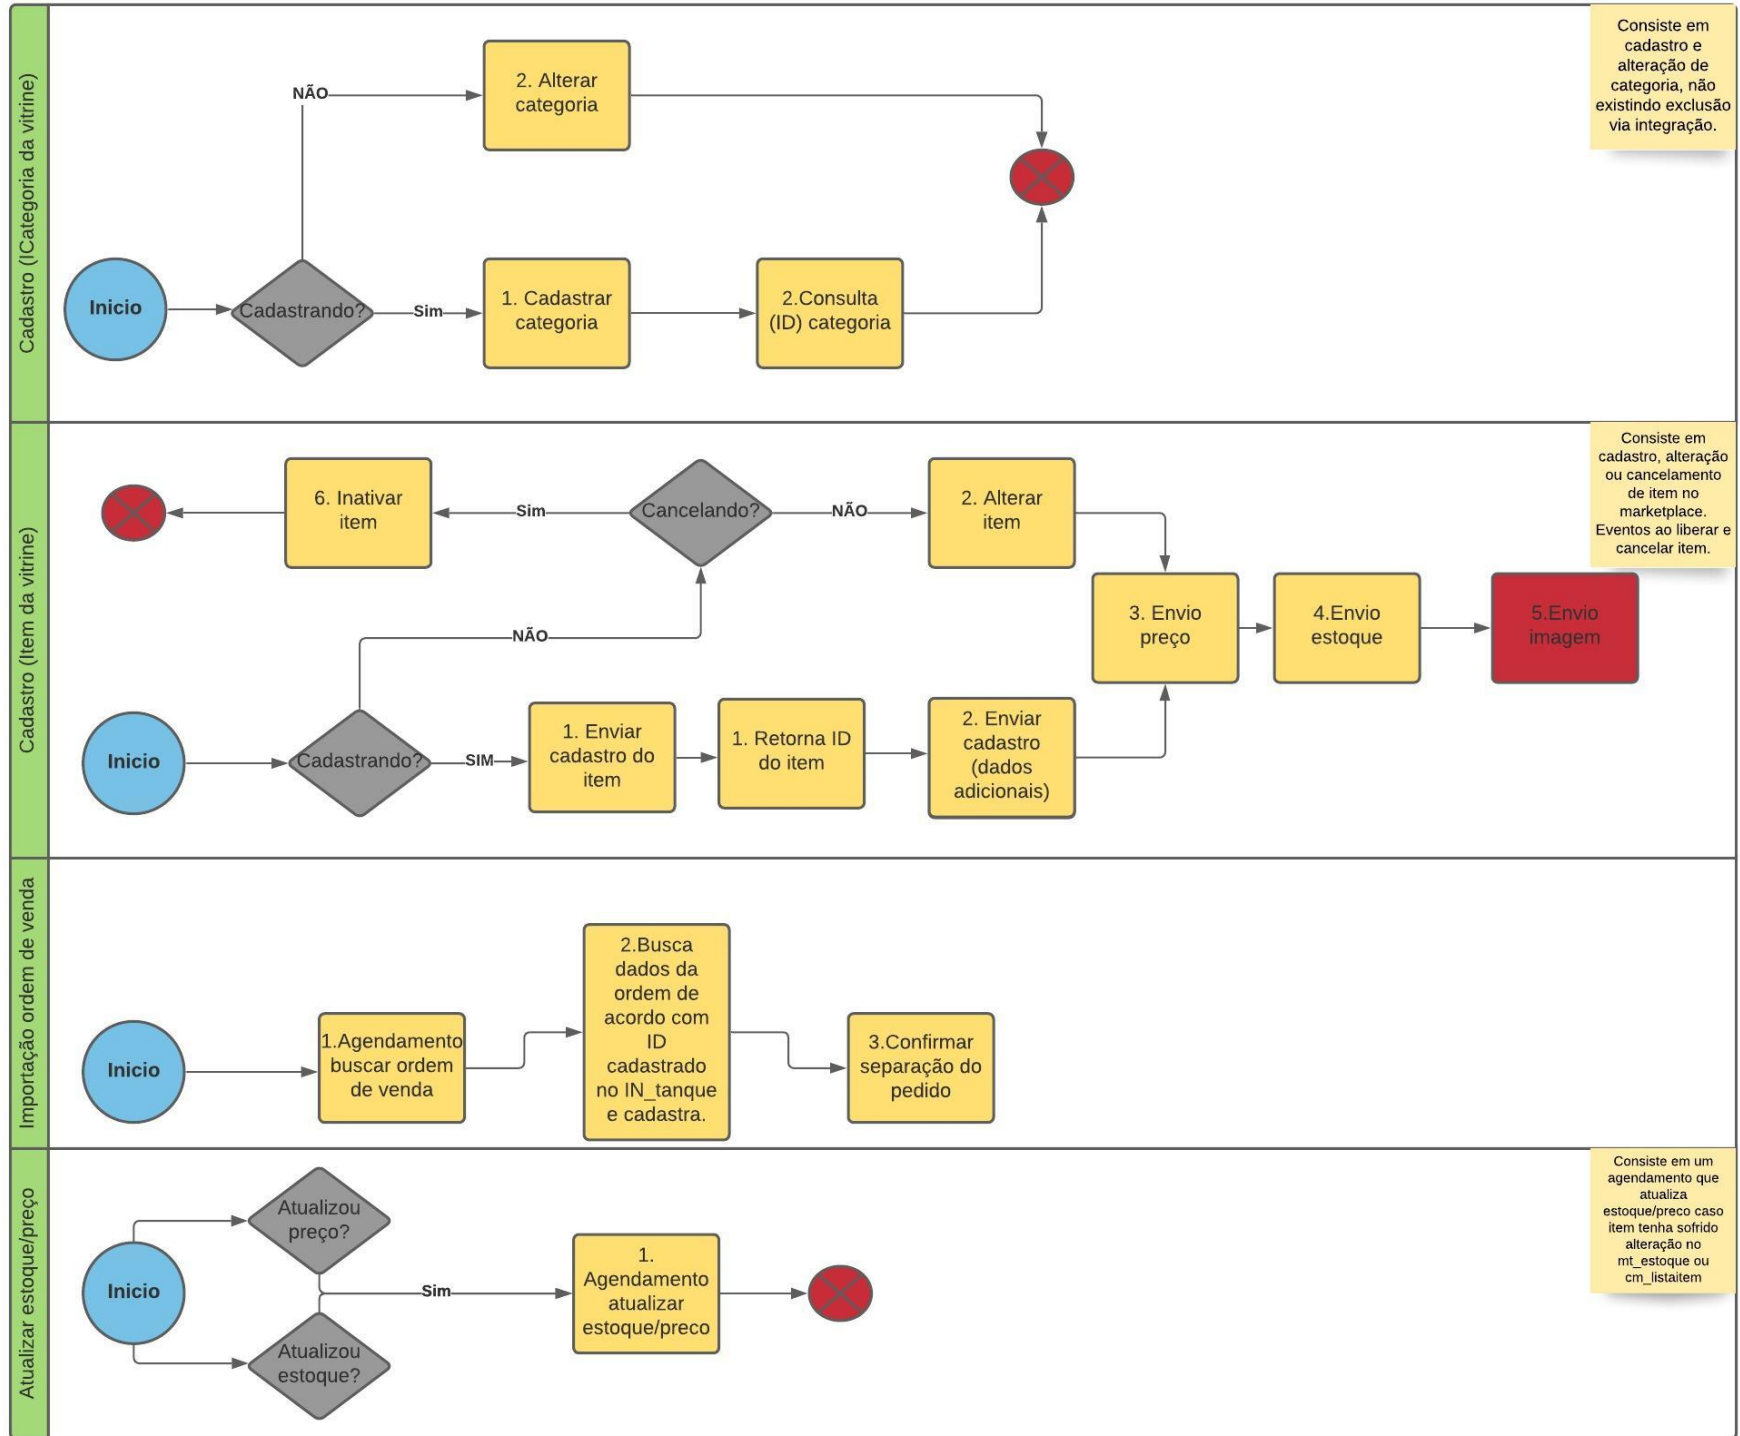 Cadastro (ICategoria da vitrine)
Consiste em
cadastro e
alteração de
categoria, não
existindo exclusão
via integração.
NÃO
2. Alterar
categoria
Inicio
Cadastrando?
Sim
1. Cadastrar
categoria
2.Consulta
(ID) categoria
Cadastro (Item da vitrine)
Consiste em
cadastro, alteração
ou cancelamento
de item no
marketplace.
Eventos ao liberar e
cancelar item.
6. Inativar
item
Sim
Cancelando?
NÃO
2. Alterar
item
3. Envio
preço
4.Envio
estoque
5.Envio
imagem
NÃO
Inicio
Cadastrando?
SIM
1. Enviar
cadastro do
item
1. Retorna ID
do item
2. Enviar
cadastro
(dados
adicionais)
Importação ordem de venda
Inicio
1.Agendamento
buscar ordem
de venda
2.Busca
dados da
ordem de
acordo com
ID
cadastrado
no IN_tanque
e cadastra.
3.Confirmar
separação do
pedido
Atualizar estoque/preço
Consiste em um
agendamento que
atualiza
estoque/preco caso
item tenha sofrido
alteração no
mt_estoque ou
cm_listaitem
Atualizou
preço?
Inicio
Sim
1.
Agendamento
atualizar
estoque/preco
Atualizou
estoque?